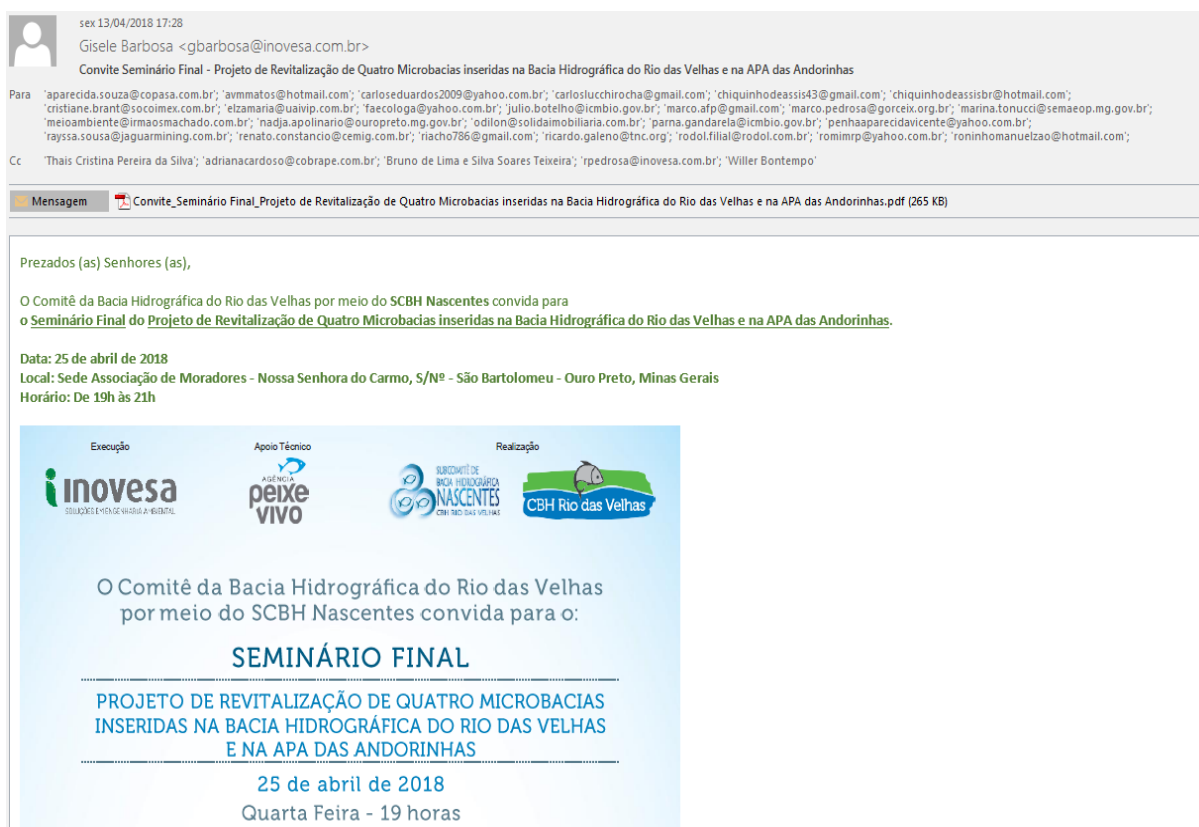 sex 13/04/2018 17:28
Gisele Barbosa <gbarbosa@inovesa.com.br>
Convite Seminário Final - Projeto de Revitalização de Quatro Microbacias inseridas na Bacia Hidrográfica do Rio das Velhas e na APA das Andorinhas
Para 'aparecida.souza@copasa.com.br'; 'avmmatos@hotmail.com'; 'carloseduardos2009@yahoo.com.br'; 'carloslucchirocha@gmail.com'; 'chiquinhodeassis43@gmail.com'; 'chiquinhodeassisbr@hotmail.com';
'cristiane.brant@socoimex.com.br'; 'elzamaria@uaivip.com.br'; 'faecologa@yahoo.com.br'; 'julio.botelho@icmbio.gov.br'; 'marco.afp@gmail.com'; 'marco.pedrosa@gorceix.org.br'; 'marina.tonucci@semaeop.mg.gov.br';
'meioambiente@irmaosmachado.com.br'; 'nadja.apolinario@ouropreto.mg.gov.br'; 'odilon@solidaimobiliaria.com.br'; 'parna.gandarela@icmbio.gov.br'; 'penhaaparecidavicente@yahoo.com.br';
'rayssa.sousa@jaguarmining.com.br'; 'renato.constancio@cemig.com.br'; 'riacho786@gmail.com'; 'ricardo.galeno@tnc.org'; 'rodol.filial@rodol.com.br'; 'romimrp@yahoo.com.br'; 'roninhomanuelzao@hotmail.com';
Cc 'Thais Cristina Pereira da Silva'; 'adrianacardoso@cobrape.com.br'; 'Bruno de Lima e Silva Soares Teixeira'; 'rpedrosa@inovesa.com.br'; 'Willer Bontempo'
Mensagem Convite_Seminário Final_Projeto de Revitalização de Quatro Microbacias inseridas na Bacia Hidrográfica do Rio das Velhas e na APA das Andorinhas.pdf (265 KB)
Prezados (as) Senhores (as),
O Comitê da Bacia Hidrográfica do Rio das Velhas por meio do SCBH Nascentes convida para
o Seminário Final do Projeto de Revitalização de Quatro Microbacias inseridas na Bacia Hidrográfica do Rio das Velhas e na APA das Andorinhas.
Data: 25 de abril de 2018
Local: Sede Associação de Moradores - Nossa Senhora do Carmo, S/Nº - São Bartolomeu - Ouro Preto, Minas Gerais
Horário: De 19h às 21h
Execução Apoio Técnico Realização
inovesa
SOLUÇÕES EM ENGENHARIA AMBIENTAL
AGÊNCIA
peixe
VIVO
SUBCOMITÊ DE
BACIA HIDROGRÁFICA
NASCENTES
CBH RIO DAS VELHAS
CBH Rio das Velhas
O Comitê da Bacia Hidrográfica do Rio das Velhas
por meio do SCBH Nascentes convida para o:
SEMINÁRIO FINAL
PROJETO DE REVITALIZAÇÃO DE QUATRO MICROBACIAS
INSERIDAS NA BACIA HIDROGRÁFICA DO RIO DAS VELHAS
E NA APA DAS ANDORINHAS
25 de abril de 2018
Quarta Feira - 19 horas